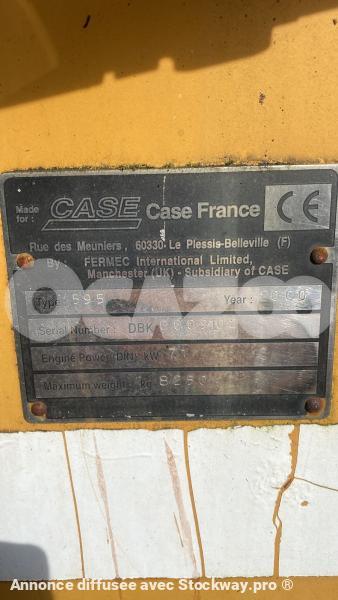 Made for: CASE Case France CE
Rue des Meuniers, 60330 Le Plessis-Belleville (F)
By: FERMEC International Limited,
Manchester (UK) - Subsidiary of CASE
Type 595 Year:
Serial Number: DBK
Engine Power (DIN) kW
Maximum weight: kg 8250
Annonce diffusée avec Stockway.pro ®